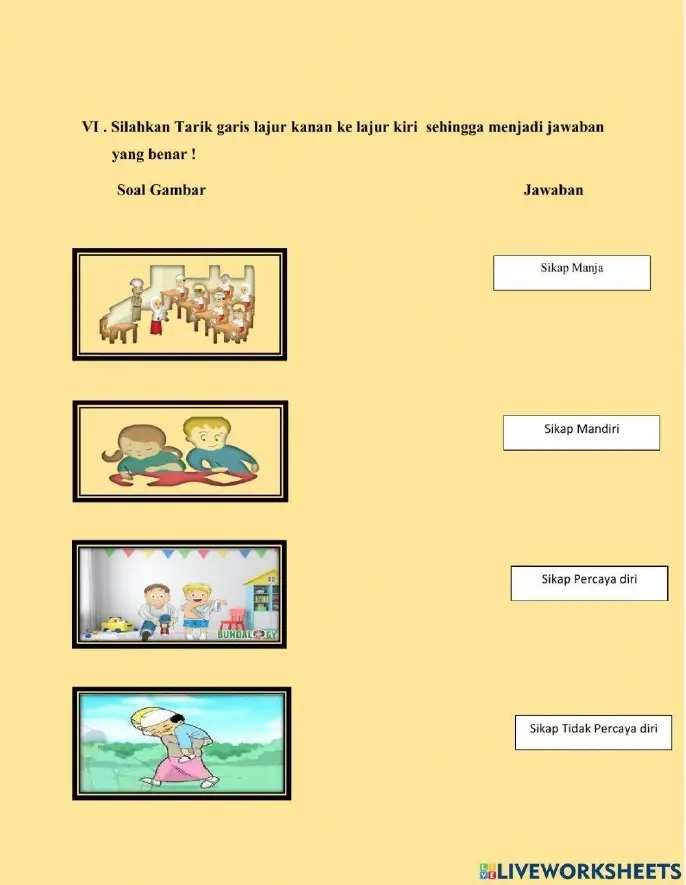 VI . Silahkan Tarik garis lajur kanan ke lajur kiri sehingga menjadi jawaban
yang benar !
Soal Gambar
Jawaban
Sikap Manja
Sikap Mandiri
Sikap Percaya diri
BUNDALOGY
Sikap Tidak Percaya diri
LIVE
LIVEWORKSHEETS